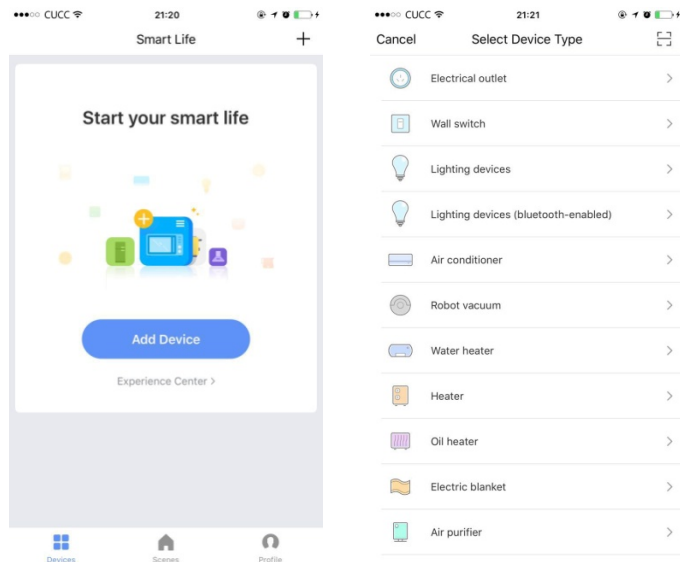 CUCC 21:20
Smart Life +
Start your smart life
Add Device
Experience Center >
Devices Scenes Profile
CUCC 21:21
Cancel Select Device Type
Electrical outlet
Wall switch
Lighting devices
Lighting devices (bluetooth-enabled)
Air conditioner
Robot vacuum
Water heater
Heater
Oil heater
Electric blanket
Air purifier